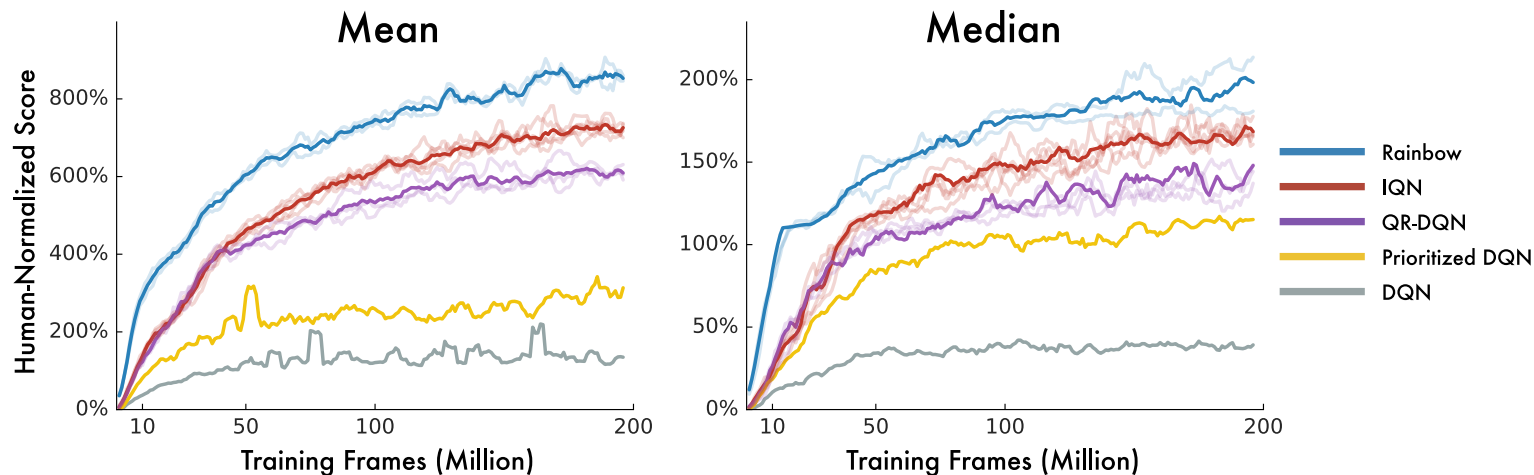 Mean
Median
Human-Normalized Score
800%
600%
400%
200%
0%
10
50
100
200
Training Frames (Million)
200%
150%
100%
50%
0%
10
50
100
200
Training Frames (Million)
Rainbow
IQN
QR-DQN
Prioritized DQN
DQN